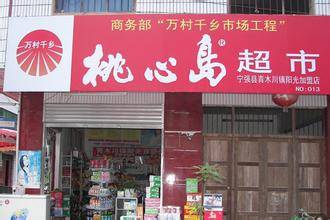 商务部“万村千乡市场工程”
万村千乡
桃心岛® 超市
宁强县青木川镇阳光加盟店
NO:013